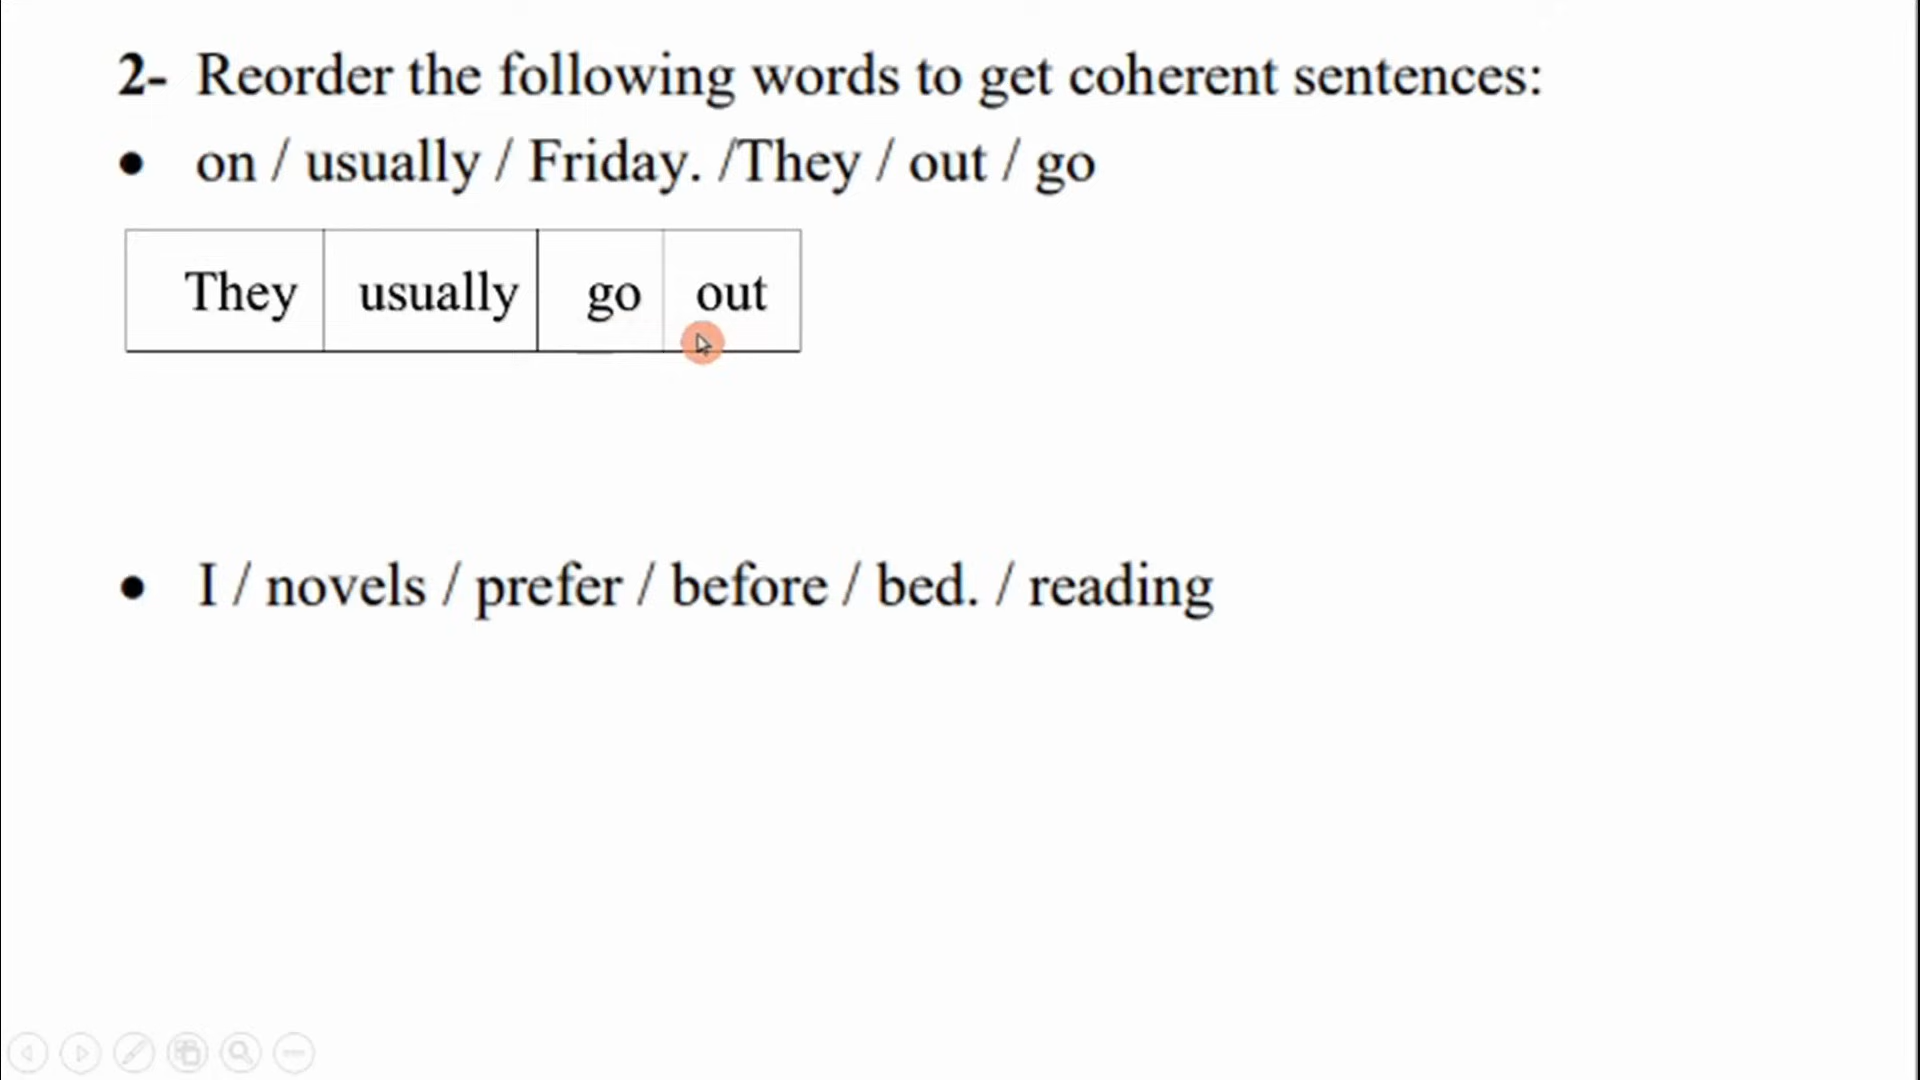 2- Reorder the following words to get coherent sentences:
● on / usually / Friday. /They / out / go
They usually go out
● I / novels / prefer / before / bed. / reading